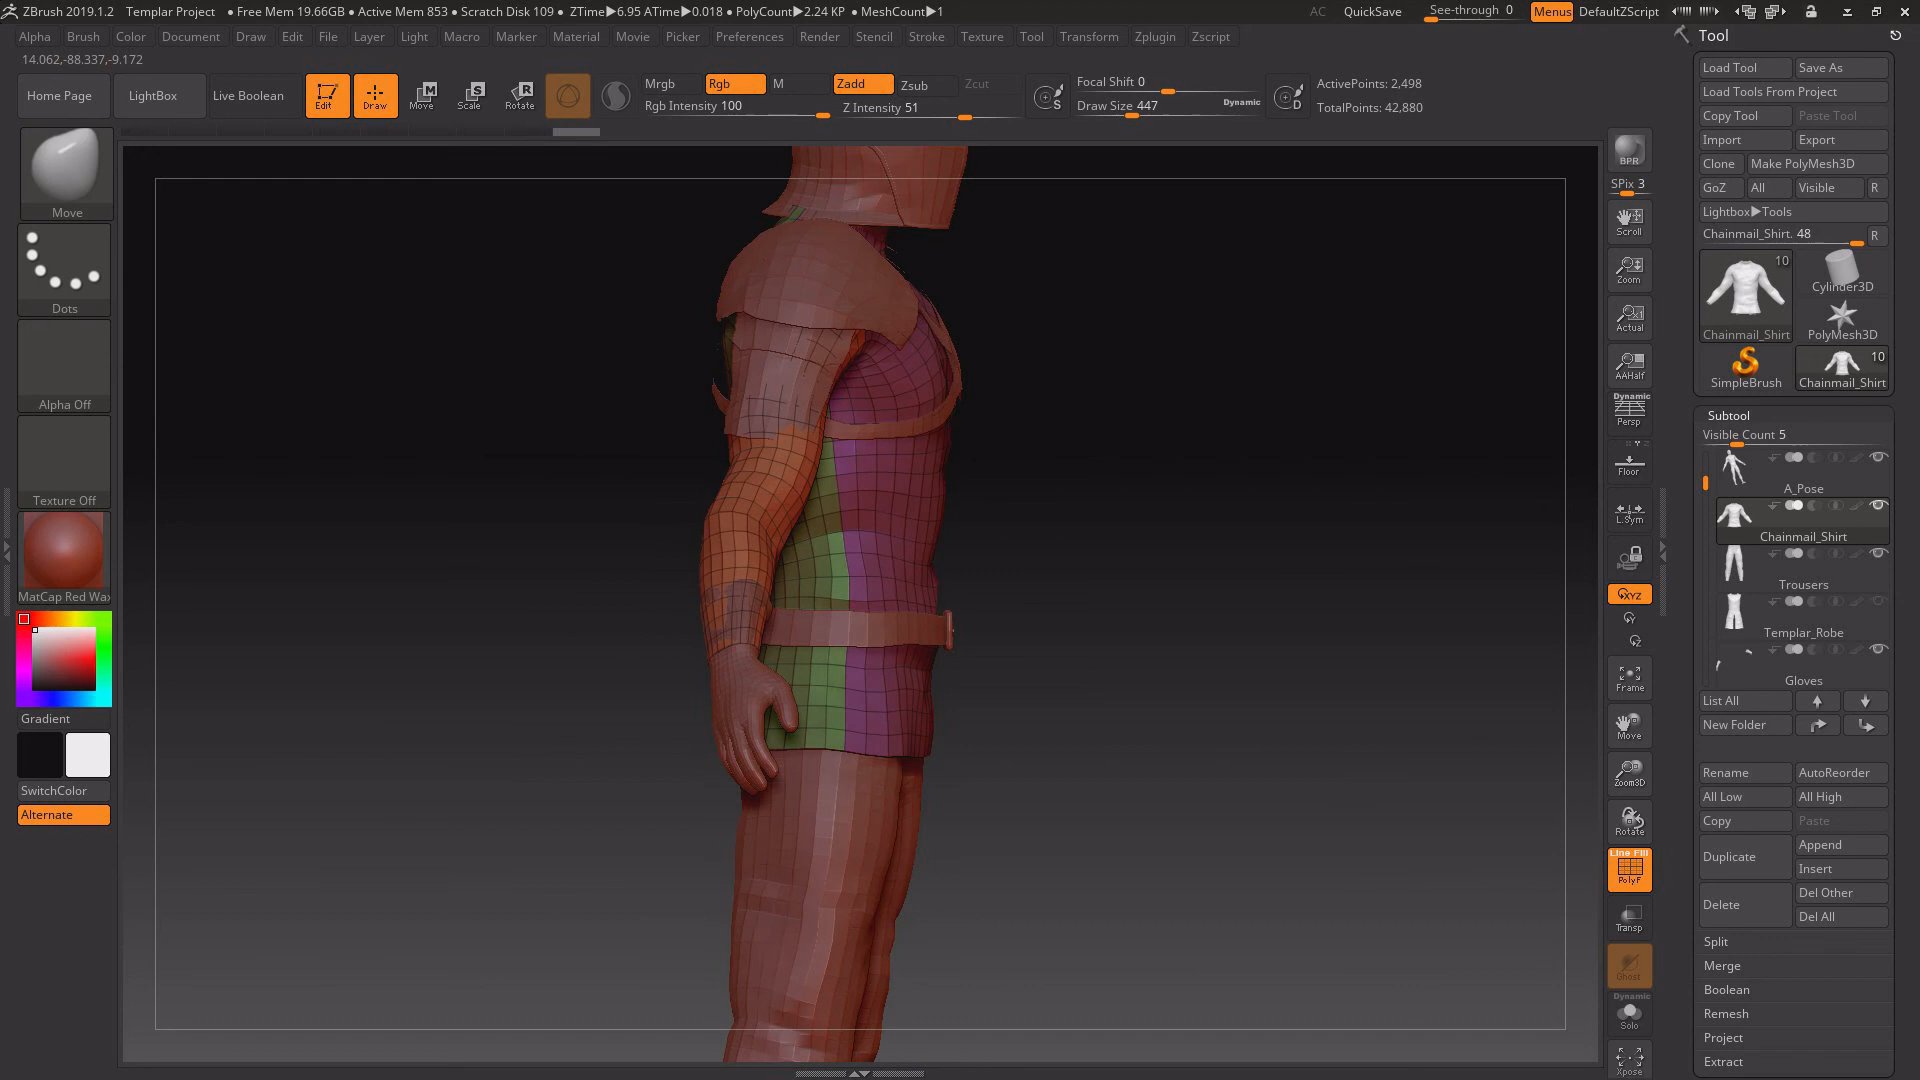 ZBrush 2019.1.2 Templar Project • Free Mem 19.66GB • Active Mem 853 • Scratch Disk 109 • ZTime▶6.95 ATime▶0.018 • PolyCount▶2.24 KP • MeshCount▶1 AC QuickSave See-through 0 Menus DefaultZScript
Alpha Brush Color Document Draw Edit File Layer Light Macro Marker Material Movie Picker Preferences Render Stencil Stroke Texture Tool Transform Zplugin Zscript
14.062,-88.337,-9.172
Home Page LightBox Live Boolean Edit Draw Move Scale Rotate
M S R
Mrgb Rgb M Zadd Zsub Zcut
Rgb Intensity 100 Z Intensity 51
S Focal Shift 0
Draw Size 447 Dynamic D
ActivePoints: 2,498
TotalPoints: 42,880
Move
Dots
Alpha Off
Texture Off
MatCap Red Wax
Gradient
SwitchColor
Alternate
BPR
SPix 3
Scroll
Zoom
x1
Actual
AAHalf
Dynamic
Persp
Floor
L.Sym
XYZ
Frame
Move
Zoom3D
Rotate
Line Fill
PolyF
Transp
Ghost
Dynamic
Solo
Xpose
Tool
Load Tool Save As
Load Tools From Project
Copy Tool Paste Tool
Import Export
Clone Make PolyMesh3D
GoZ All Visible R
Lightbox▶Tools
Chainmail_Shirt. 48 R
10
Chainmail_Shirt
Cylinder3D
PolyMesh3D
SimpleBrush
10
Chainmail_Shirt
Subtool
Visible Count 5
A_Pose
Chainmail_Shirt
Trousers
Templar_Robe
Gloves
List All
New Folder
Rename AutoReorder
All Low All High
Copy Paste
Duplicate Append
Insert
Delete Del Other
Del All
Split
Merge
Boolean
Remesh
Project
Extract